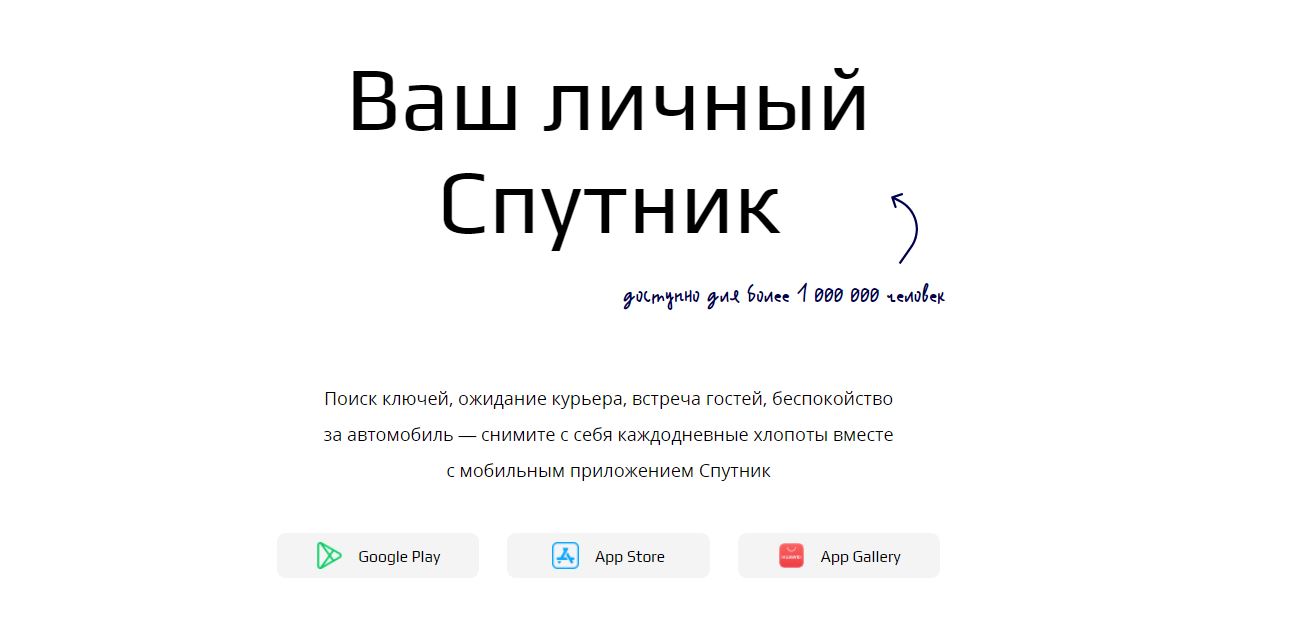 Ваш личный
Спутник
доступно для более 1 000 000 человек
Поиск ключей, ожидание курьера, встреча гостей, беспокойство
за автомобиль — снимите с себя каждодневные хлопоты вместе
с мобильным приложением Спутник
Google Play
App Store
HUAWEI
App Gallery